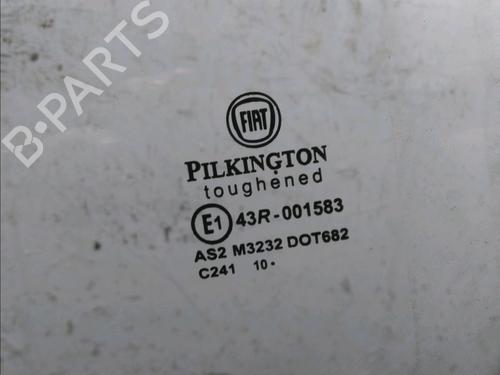 B-PARTS
FIAT
PILKINGTON
toughened
E1 43R-001583
AS2 M3232 DOT682
C241 10·